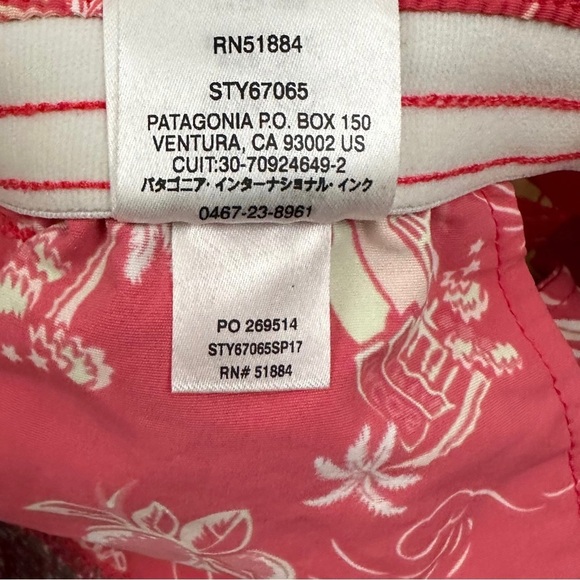 RN51884
STY67065
PATAGONIA P.O. BOX 150
VENTURA, CA 93002 US
CUIT:30-70924649-2
パタゴニア・インターナショナル・インク
0467-23-8961
PO 269514
STY67065SP17
RN# 51884